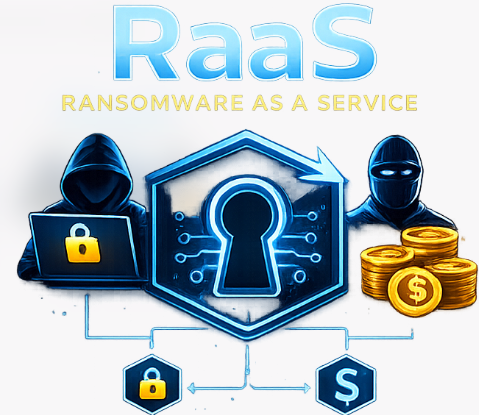 RaaS
RANSOMWARE AS A SERVICE
$
$